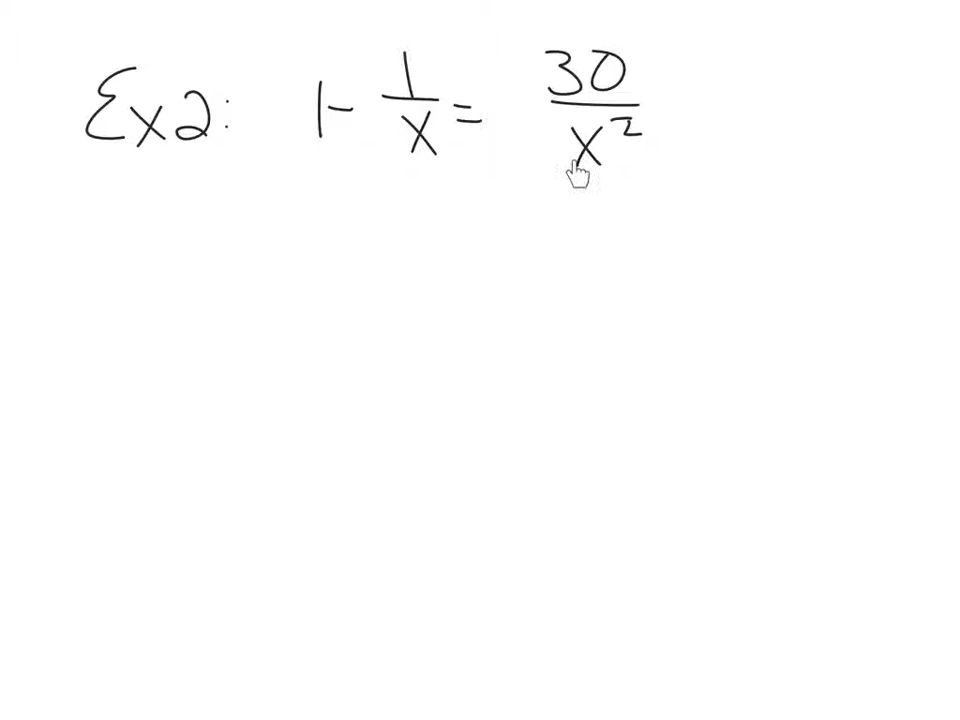 Ex2: 1 - 1/x = 30/x²